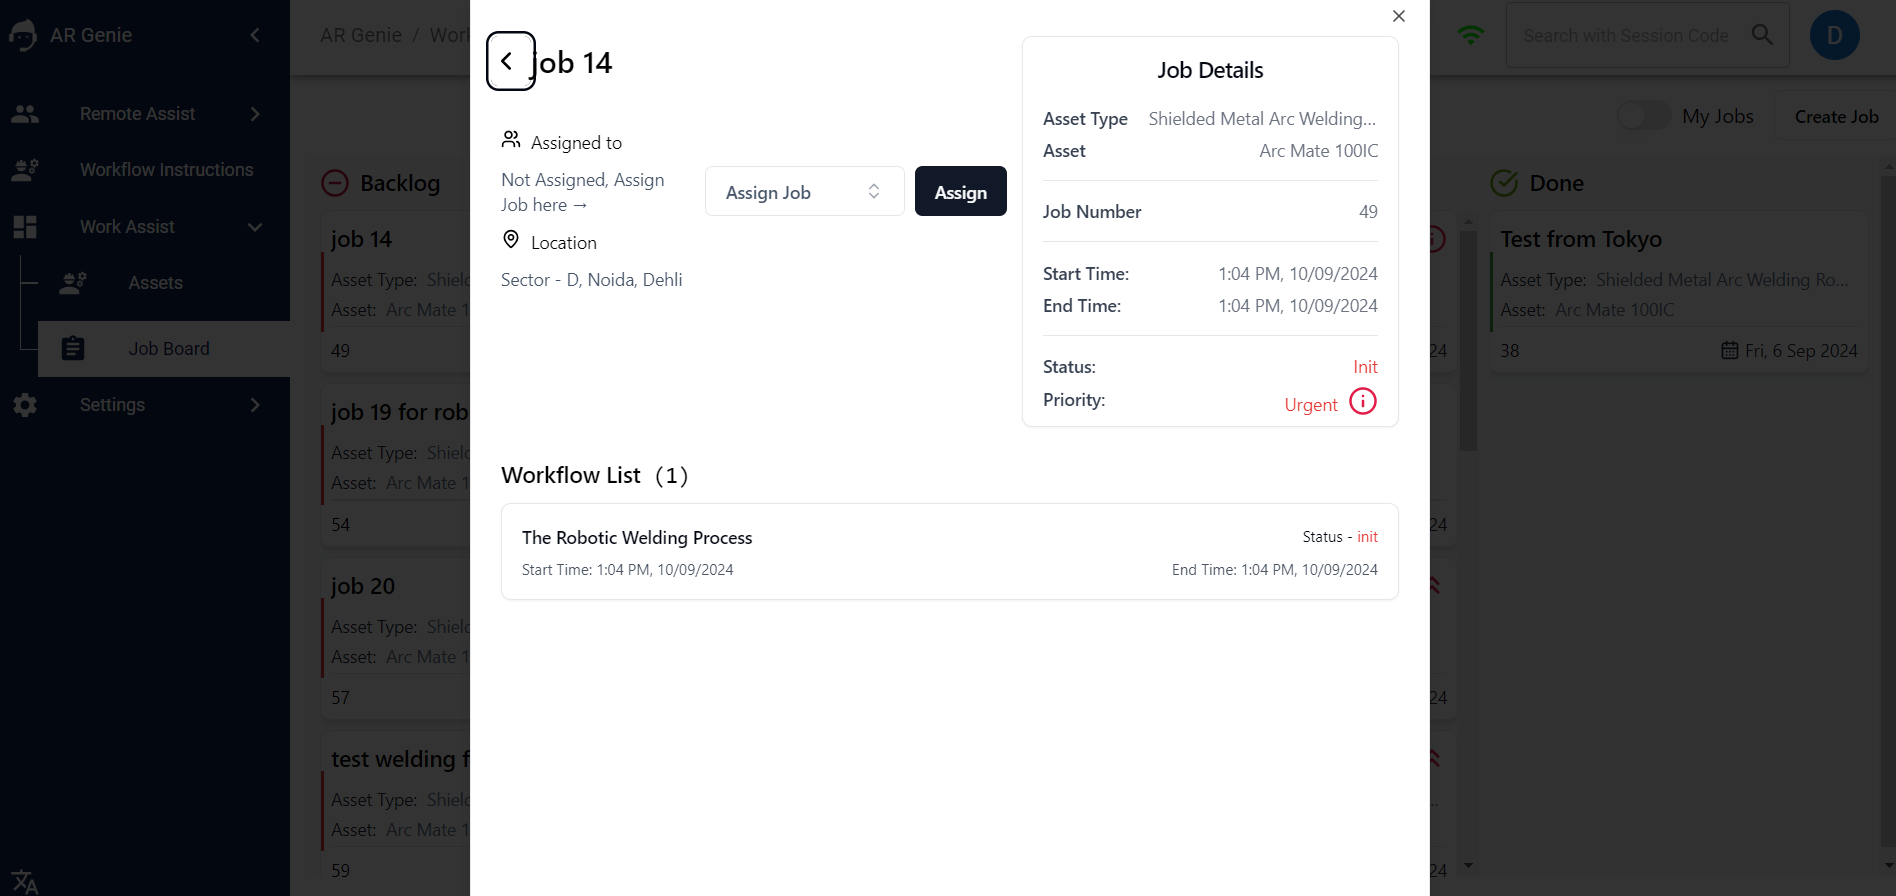 AR Genie
Remote Assist
Workflow Instructions
Work Assist
Assets
Job Board
Settings
AR Genie / Work
Search with Session Code
D
My Jobs
Create Job
Backlog
job 14
Asset Type: Shield
Asset: Arc Mate 1
49
job 19 for rob
Asset Type: Shield
Asset: Arc Mate 1
54
job 20
Asset Type: Shield
Asset: Arc Mate 1
57
test welding f
Asset Type: Shield
Asset: Arc Mate 1
59
job 14
Assigned to
Not Assigned, Assign
Job here →
Assign Job
Assign
Location
Sector - D, Noida, Dehli
Job Details
Asset Type Shielded Metal Arc Welding...
Asset Arc Mate 100IC
Job Number 49
Start Time: 1:04 PM, 10/09/2024
End Time: 1:04 PM, 10/09/2024
Status: Init
Priority: Urgent
Workflow List (1)
The Robotic Welding Process
Status - init
Start Time: 1:04 PM, 10/09/2024
End Time: 1:04 PM, 10/09/2024
24
24
24
24
Done
Test from Tokyo
Asset Type: Shielded Metal Arc Welding Ro...
Asset: Arc Mate 100IC
38
Fri, 6 Sep 2024